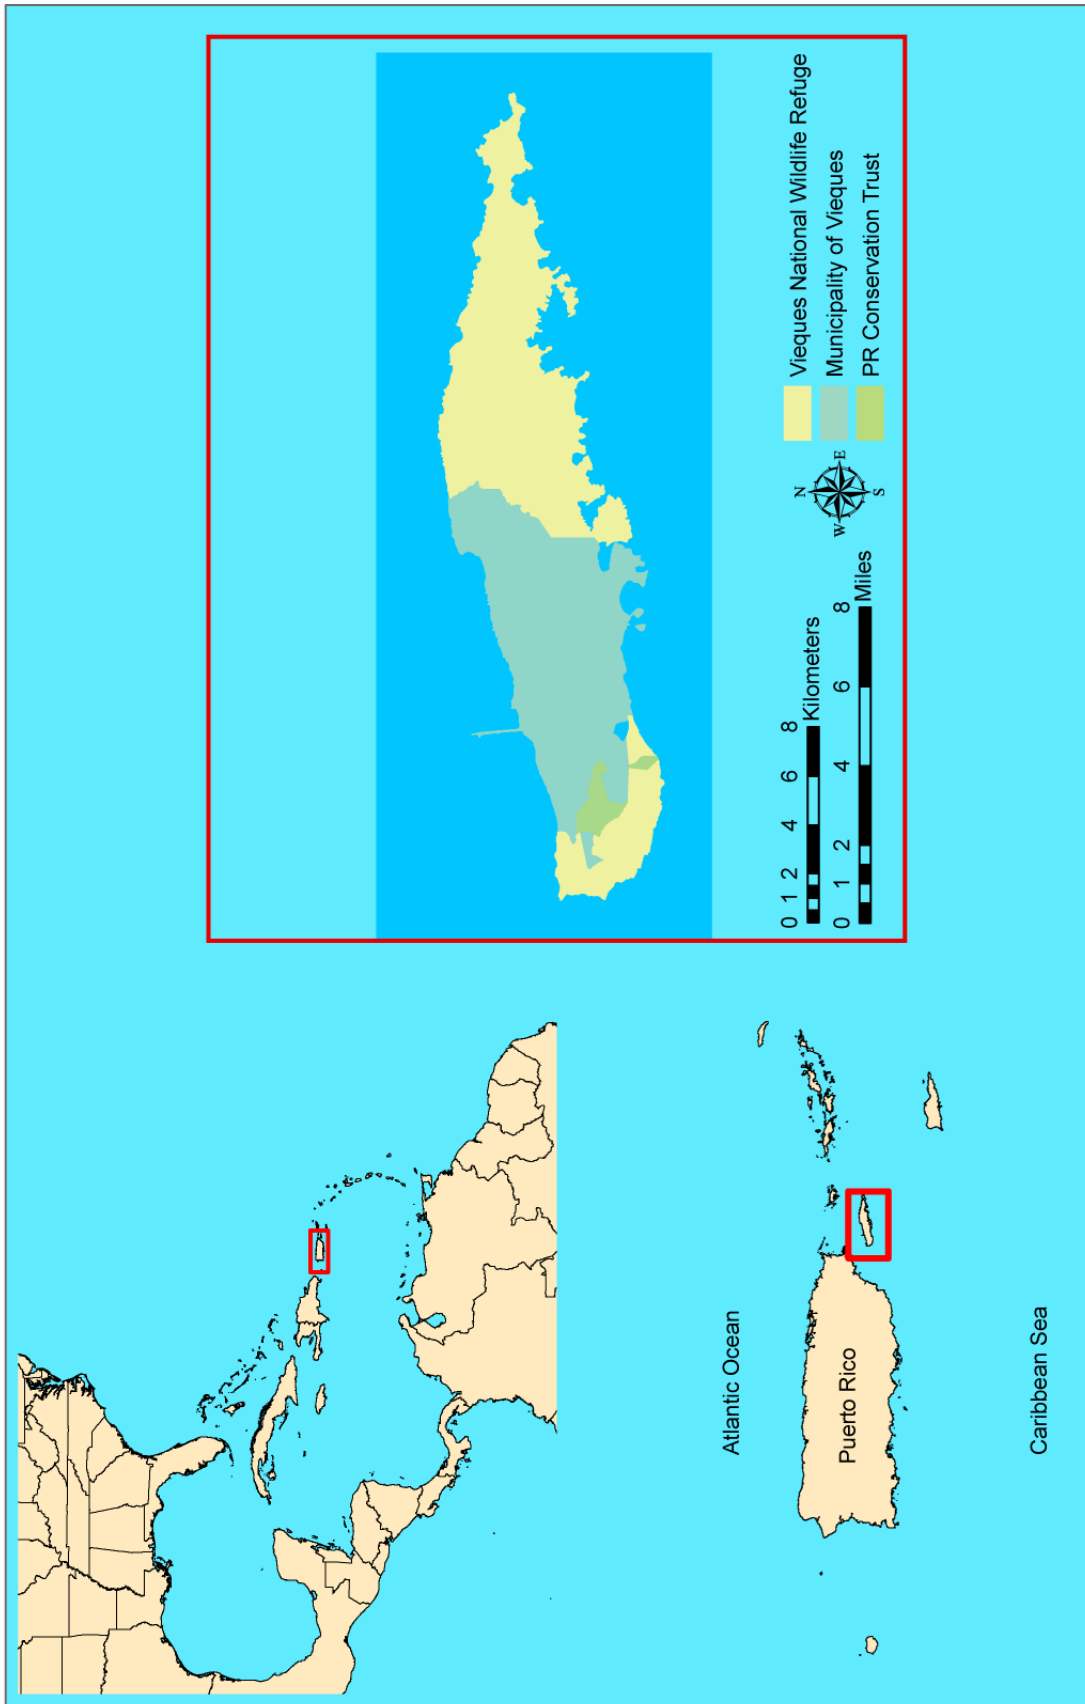 Atlantic Ocean
Puerto Rico
Caribbean Sea
0 1 2 4 6 8
Kilometers
0 1 2 4 6 8
Miles
N
W E
S
Vieques National Wildlife Refuge
Municipality of Vieques
PR Conservation Trust